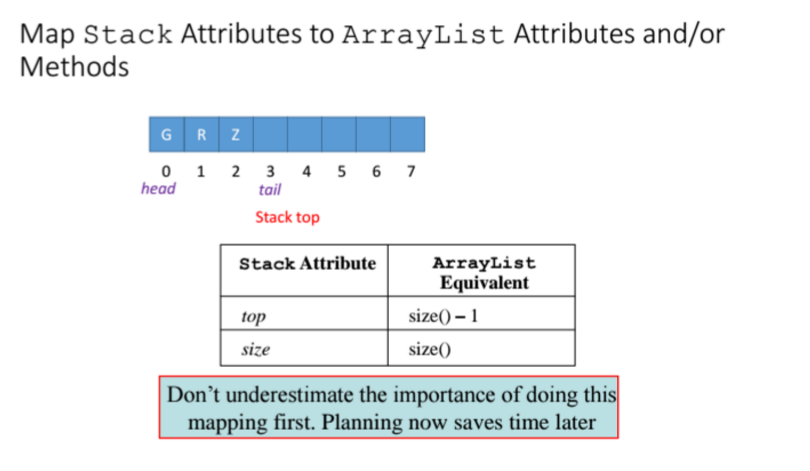 Map Stack Attributes to ArrayList Attributes and/or
Methods
G R Z
0 1 2 3 4 5 6 7
head tail
Stack top
Stack Attribute ArrayList
Equivalent
top size() – 1
size size()
Don’t underestimate the importance of doing this
mapping first. Planning now saves time later